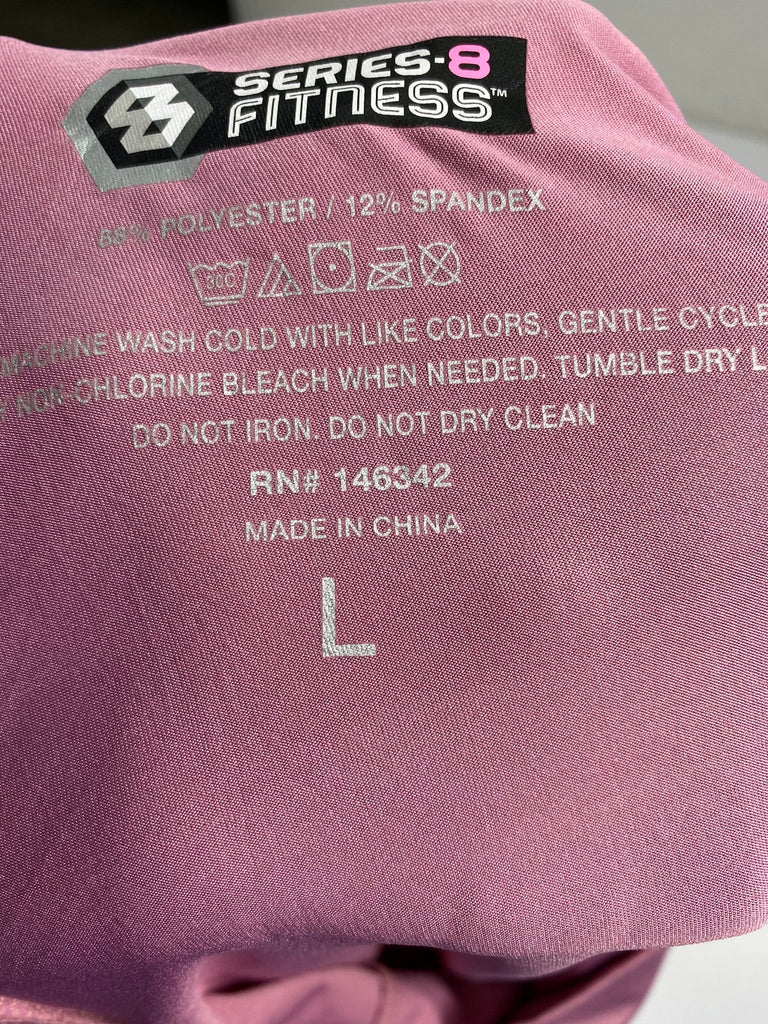 SERIES-8
FITNESS™
88% POLYESTER / 12% SPANDEX
30C
MACHINE WASH COLD WITH LIKE COLORS, GENTLE CYCLE
NON-CHLORINE BLEACH WHEN NEEDED. TUMBLE DRY L
DO NOT IRON. DO NOT DRY CLEAN
RN# 146342
MADE IN CHINA
L